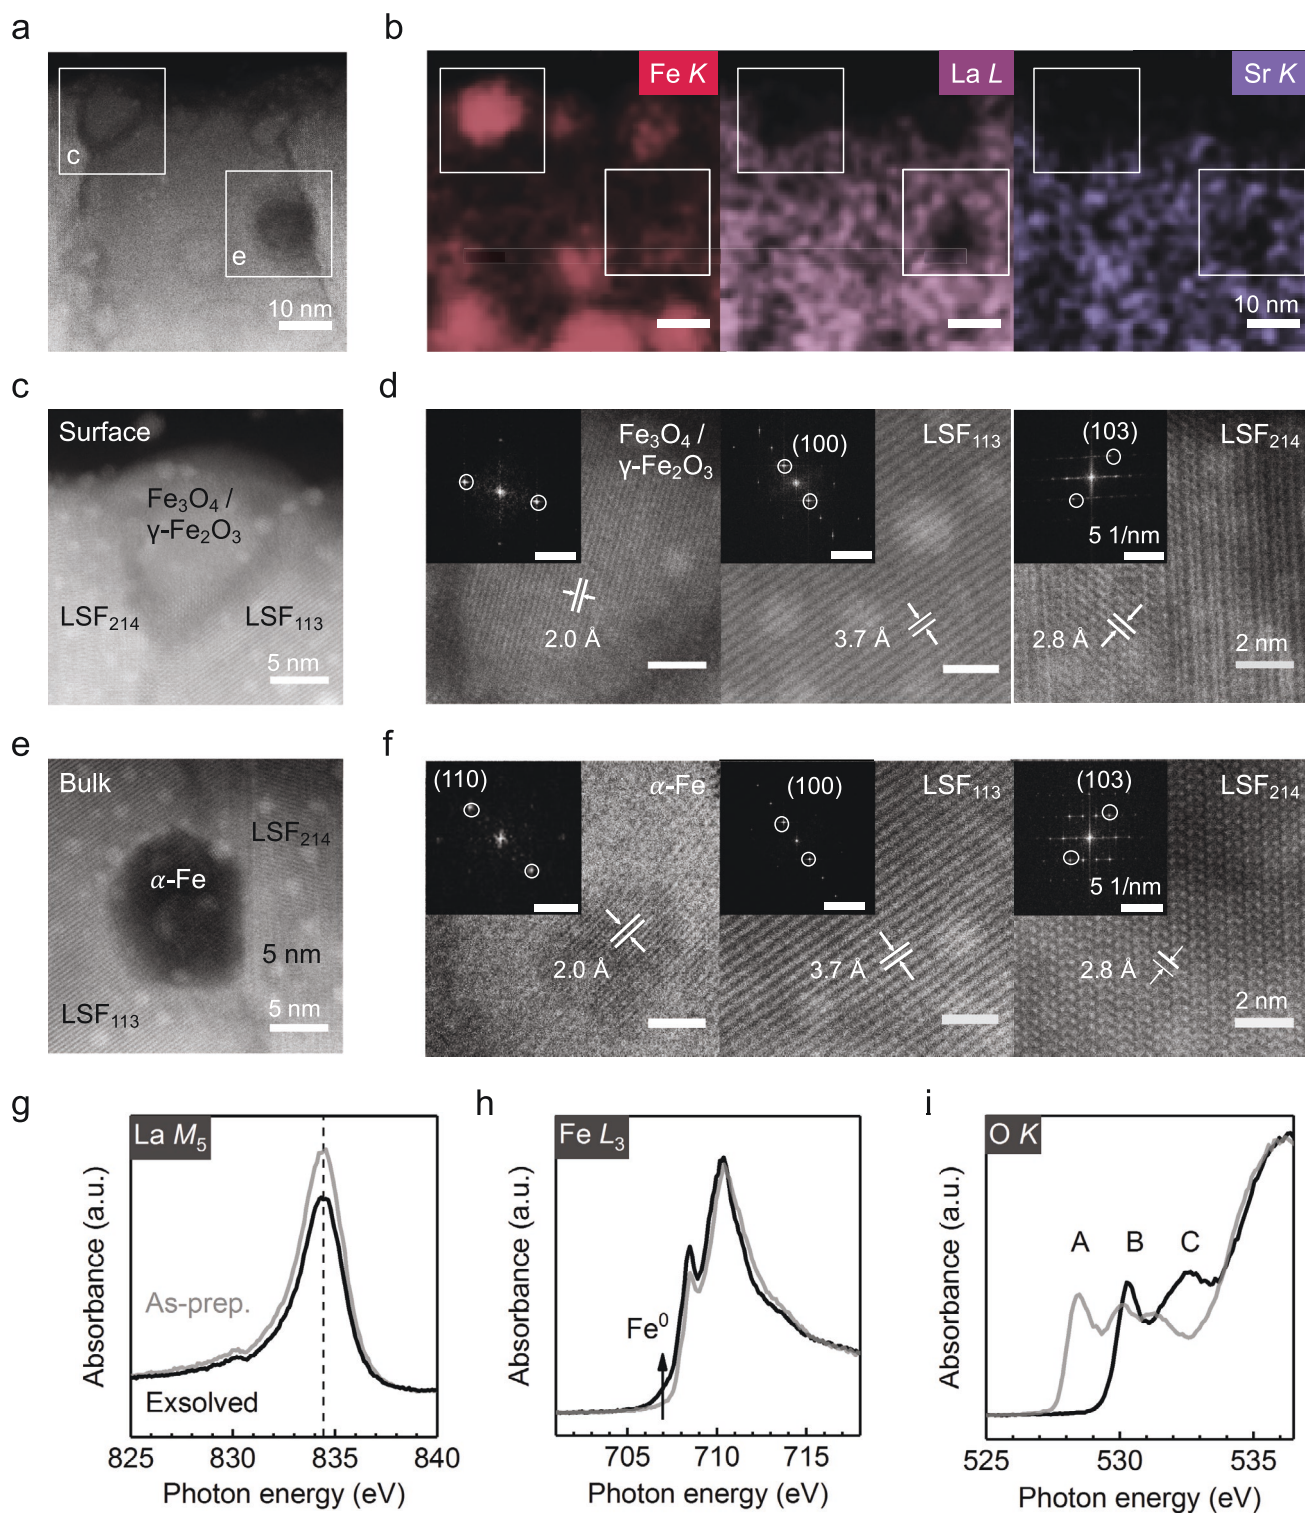 a
c
e
10 nm
b
Fe K
La L
Sr K
10 nm
c
Surface
Fe₃O₄ /
γ-Fe₂O₃
LSF₂₁₄
LSF₁₁₃
5 nm
d
Fe₃O₄ /
γ-Fe₂O₃
2.0 Å
(100)
LSF₁₁₃
3.7 Å
(103)
LSF₂₁₄
5 1/nm
2.8 Å
2 nm
e
Bulk
LSF₂₁₄
α-Fe
5 nm
LSF₁₁₃
5 nm
f
(110)
α-Fe
2.0 Å
(100)
LSF₁₁₃
3.7 Å
(103)
LSF₂₁₄
5 1/nm
2.8 Å
2 nm
g
La M₅
Absorbance (a.u.)
As-prep.
Exsolved
825 830 835 840
Photon energy (eV)
h
Fe L₃
Absorbance (a.u.)
Fe⁰
705 710 715
Photon energy (eV)
i
O K
Absorbance (a.u.)
A B C
525 530 535
Photon energy (eV)